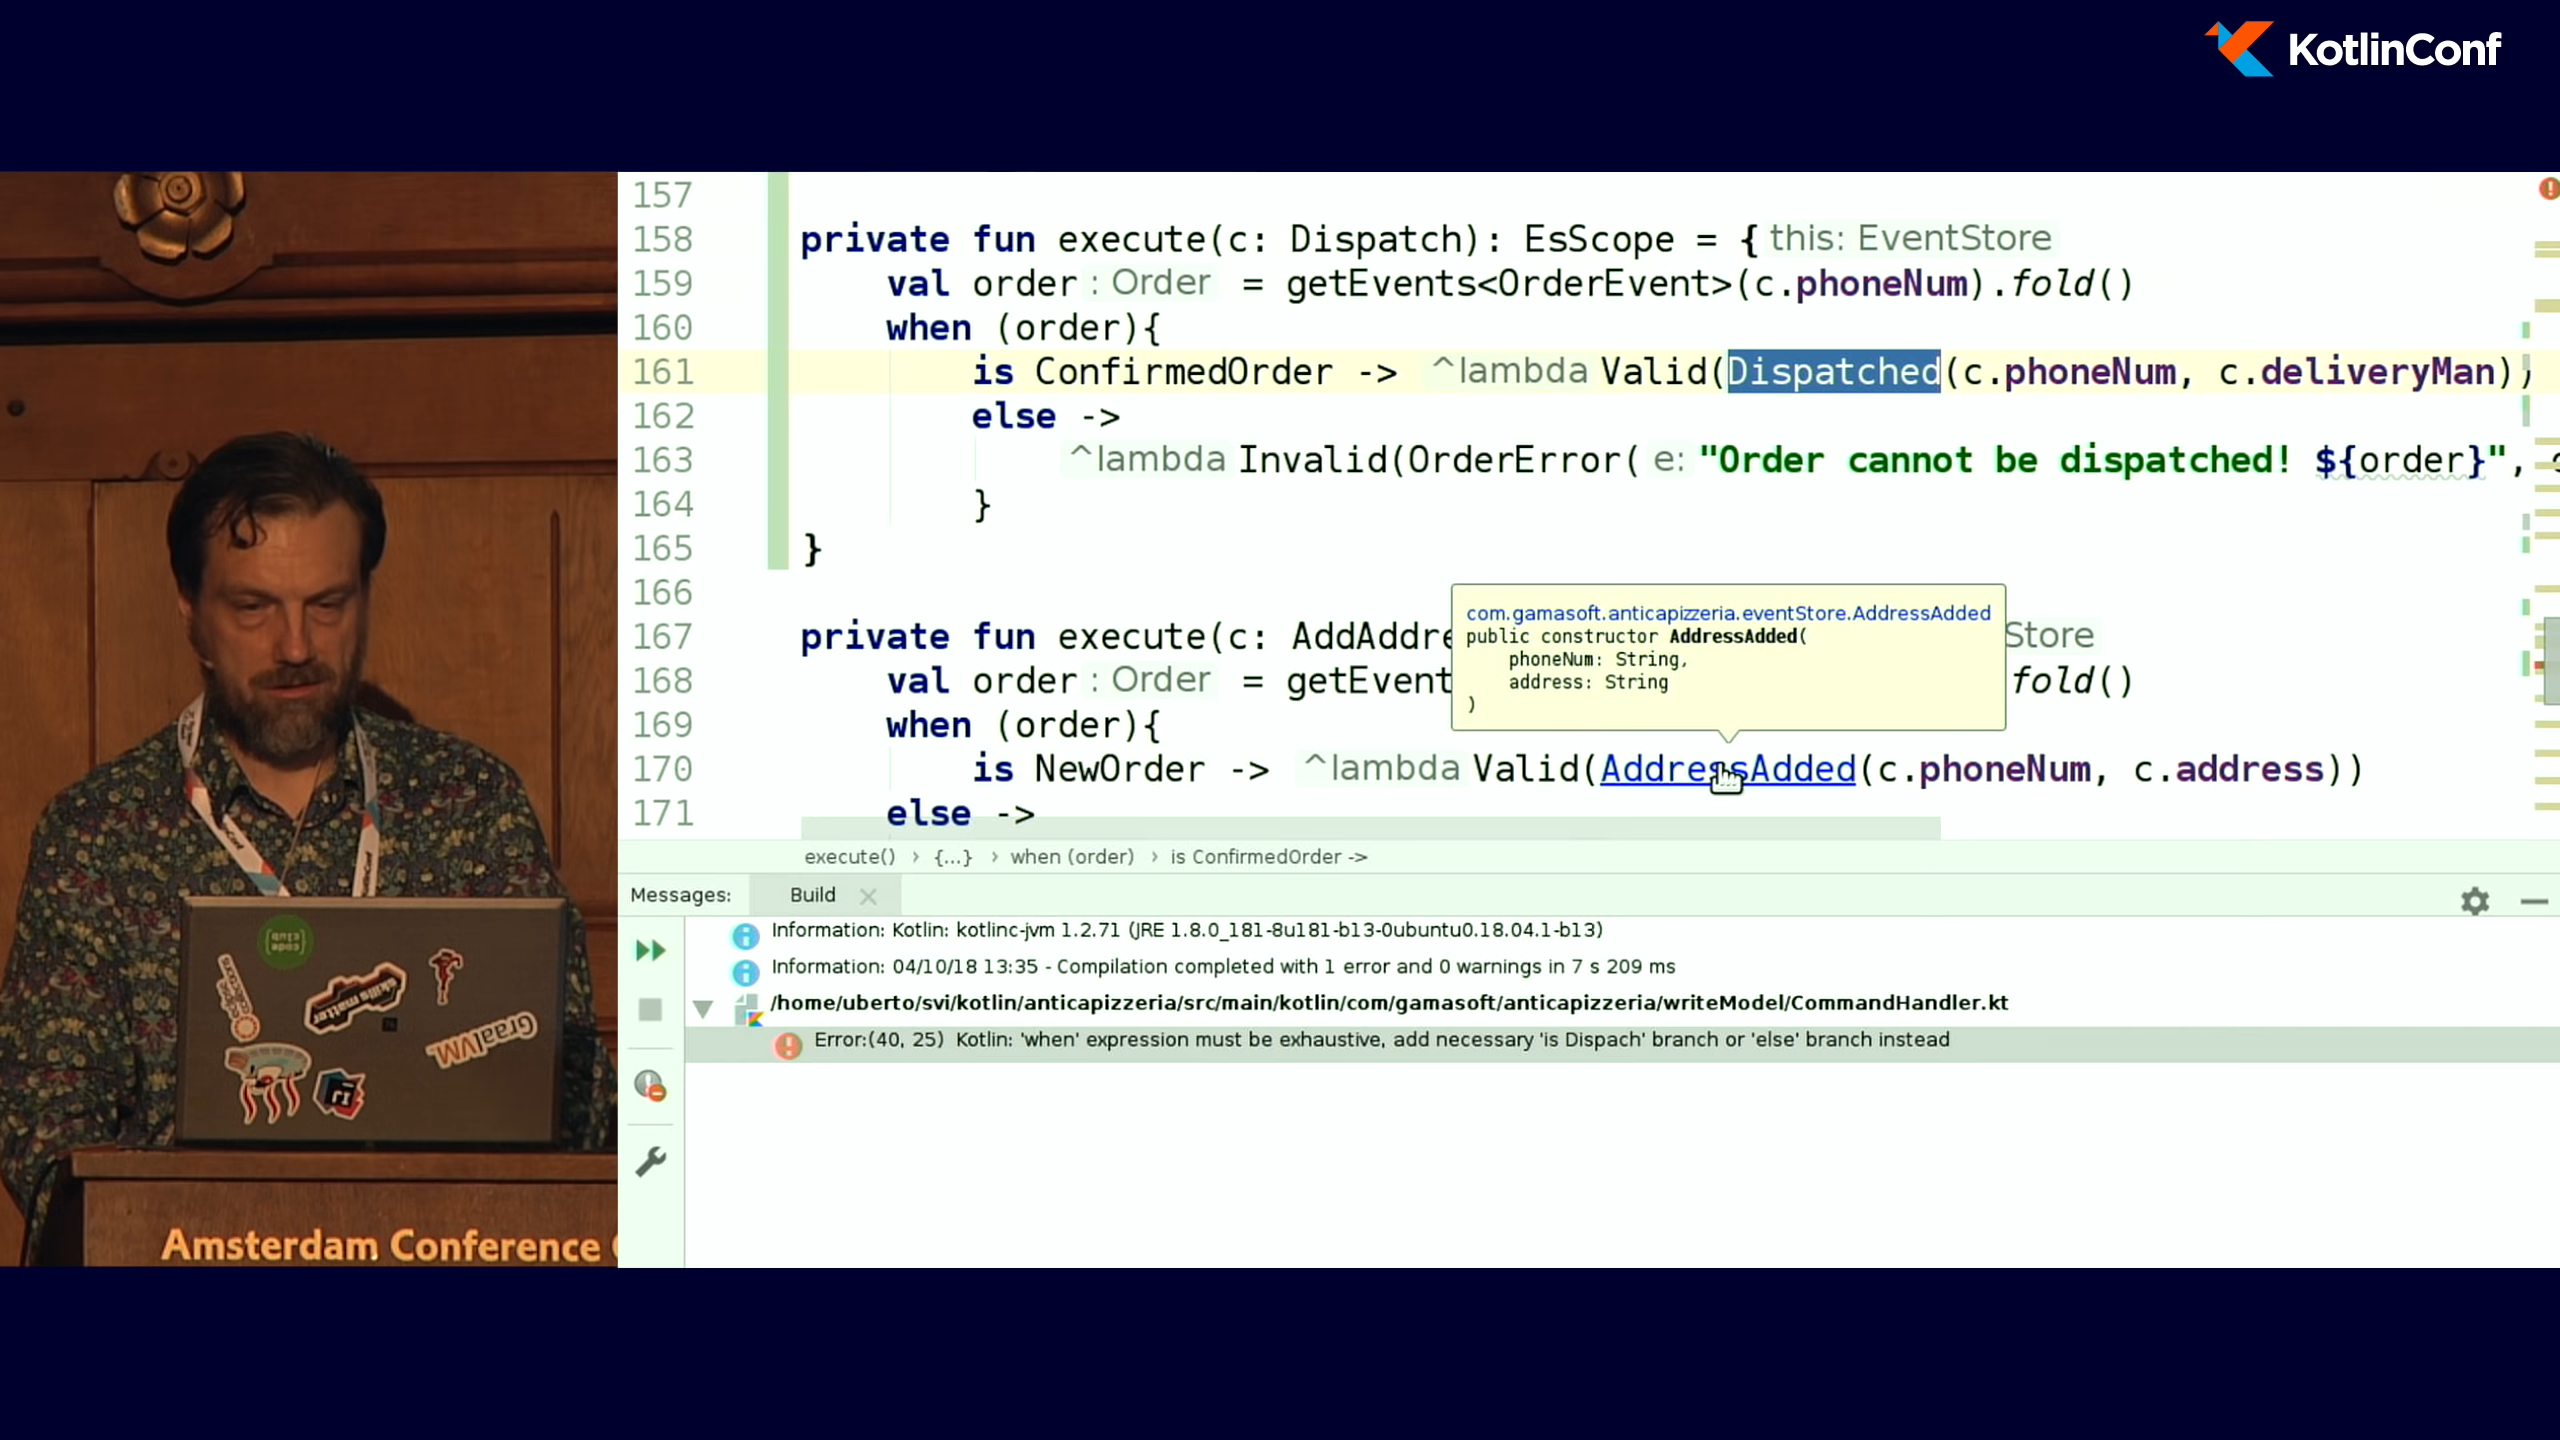 KotlinConf
157
158 private fun execute(c: Dispatch): EsScope = { this: EventStore
159 val order : Order = getEvents<OrderEvent>(c.phoneNum).fold()
160 when (order){
161 is ConfirmedOrder -> ^lambda Valid(Dispatched(c.phoneNum, c.deliveryMan)
162 else ->
163 ^lambda Invalid(OrderError( e: "Order cannot be dispatched! ${order}",
164 }
165 }
166
com.gamasoft.anticapizzeria.eventStore.AddressAdded
public constructor AddressAdded(
phoneNum: String,
address: String
)
167 private fun execute(c: AddAddre Store
168 val order : Order = getEvent fold()
169 when (order){
170 is NewOrder -> ^lambda Valid(AddressAdded(c.phoneNum, c.address))
171 else ->
execute() › {...} › when (order) › is ConfirmedOrder ->
Messages: Build
Information: Kotlin: kotlinc-jvm 1.2.71 (JRE 1.8.0_181-8u181-b13-0ubuntu0.18.04.1-b13)
Information: 04/10/18 13:35 - Compilation completed with 1 error and 0 warnings in 7 s 209 ms
/home/uberto/svi/kotlin/anticapizzeria/src/main/kotlin/com/gamasoft/anticapizzeria/writeModel/CommandHandler.kt
Error:(40, 25) Kotlin: 'when' expression must be exhaustive, add necessary 'is Dispach' branch or 'else' branch instead
code club
skills matter
GraalVM
Amsterdam Conference